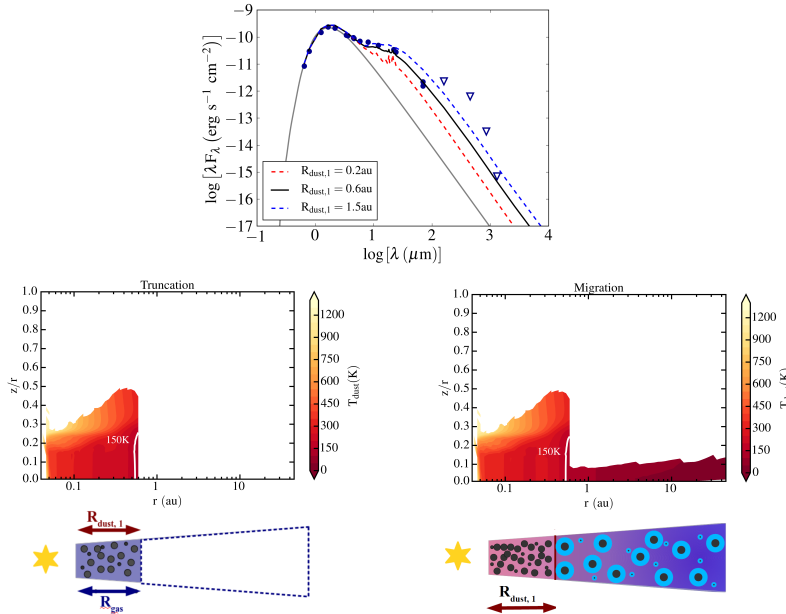 −9
−10
−11
−12
−13
−14
−15
−16
−17
log [λFλ (erg s⁻¹ cm⁻²)]
R_dust,1 = 0.2au
R_dust,1 = 0.6au
R_dust,1 = 1.5au
−1 0 1 2 3 4
log [λ (μm)]
Truncation
1.0
0.9
0.8
0.7
0.6
0.5
0.4
0.3
0.2
0.1
0.0
z/r
150K
0.1 1 10
r (au)
1200
1050
900
750
600
450
300
150
0
T_dust(K)
Migration
1.0
0.9
0.8
0.7
0.6
0.5
0.4
0.3
0.2
0.1
0.0
z/r
150K
0.1 1 10
r (au)
1200
1050
900
750
600
450
300
150
0
R_dust, 1
R_gas
R_dust, 1